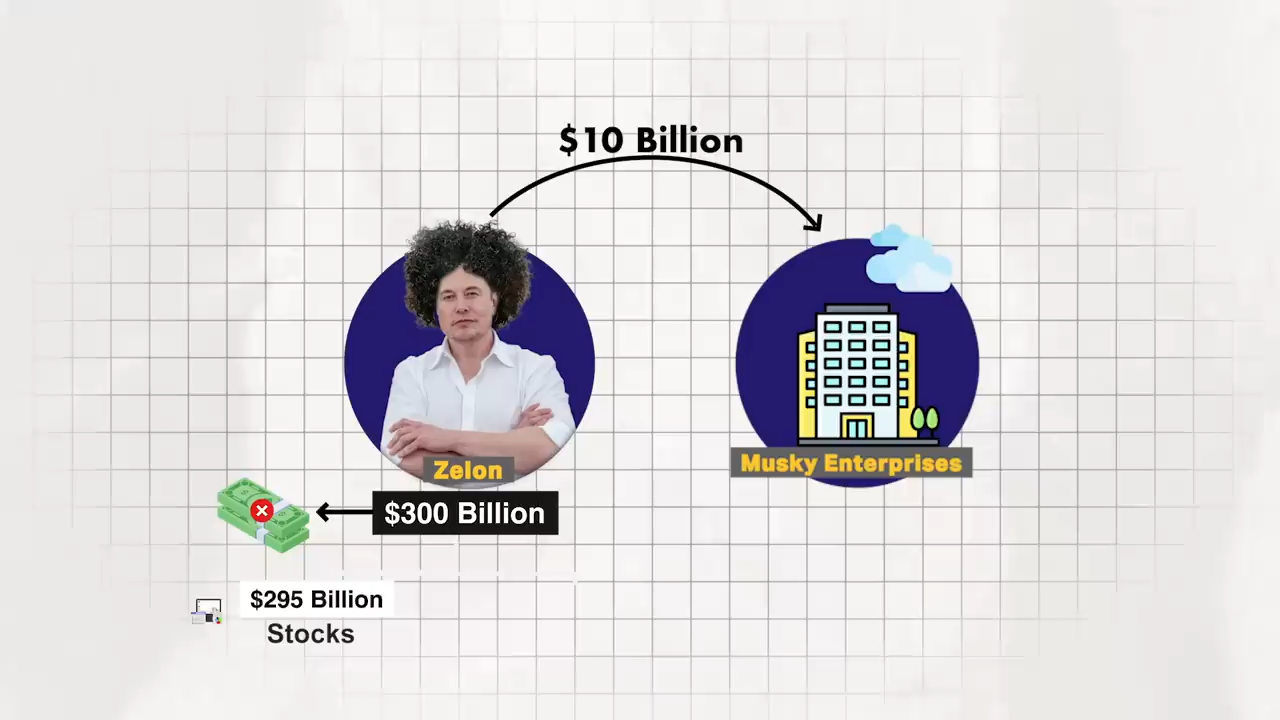 $10 Billion
Zelon
Musky Enterprises
$300 Billion
$295 Billion
Stocks